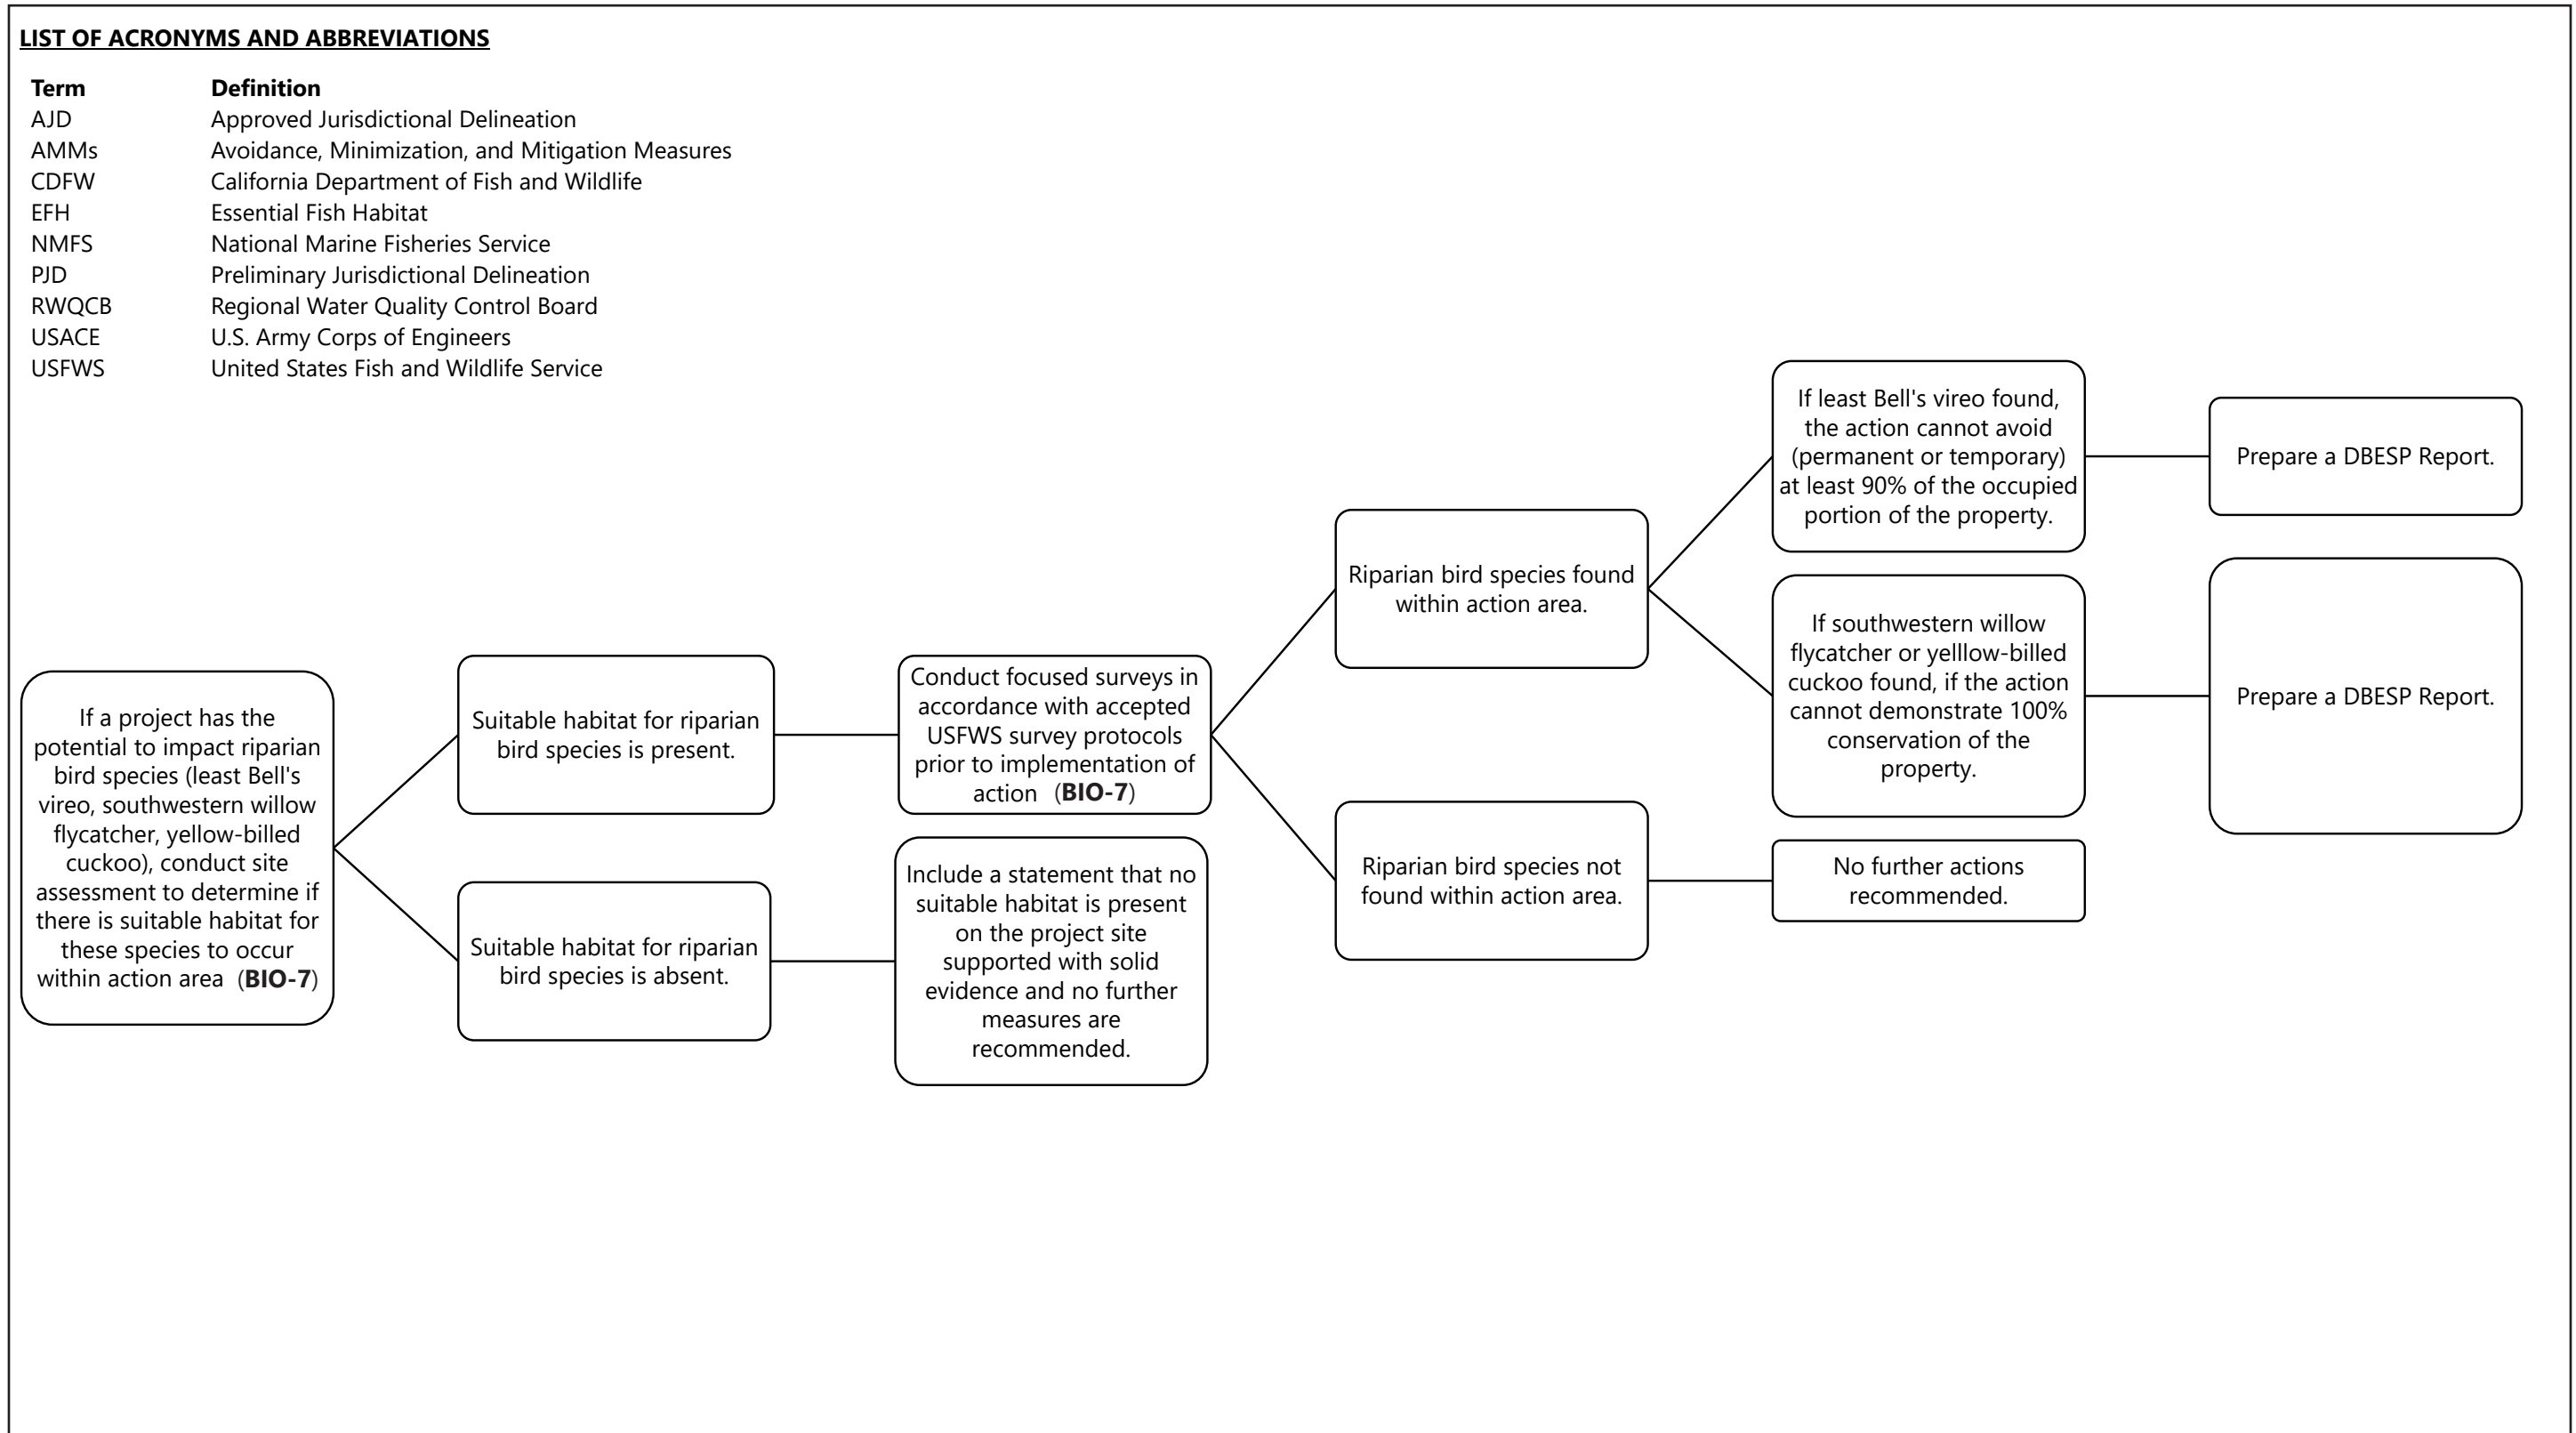 LIST OF ACRONYMS AND ABBREVIATIONS
Term Definition
AJD Approved Jurisdictional Delineation
AMMs Avoidance, Minimization, and Mitigation Measures
CDFW California Department of Fish and Wildlife
EFH Essential Fish Habitat
NMFS National Marine Fisheries Service
PJD Preliminary Jurisdictional Delineation
RWQCB Regional Water Quality Control Board
USACE U.S. Army Corps of Engineers
USFWS United States Fish and Wildlife Service
If a project has the
potential to impact riparian
bird species (least Bell's
vireo, southwestern willow
flycatcher, yellow-billed
cuckoo), conduct site
assessment to determine if
there is suitable habitat for
these species to occur
within action area (BIO-7)
Suitable habitat for riparian
bird species is present.
Suitable habitat for riparian
bird species is absent.
Conduct focused surveys in
accordance with accepted
USFWS survey protocols
prior to implementation of
action (BIO-7)
Include a statement that no
suitable habitat is present
on the project site
supported with solid
evidence and no further
measures are
recommended.
Riparian bird species found
within action area.
Riparian bird species not
found within action area.
If least Bell's vireo found,
the action cannot avoid
(permanent or temporary)
at least 90% of the occupied
portion of the property.
If southwestern willow
flycatcher or yelllow-billed
cuckoo found, if the action
cannot demonstrate 100%
conservation of the
property.
No further actions
recommended.
Prepare a DBESP Report.
Prepare a DBESP Report.